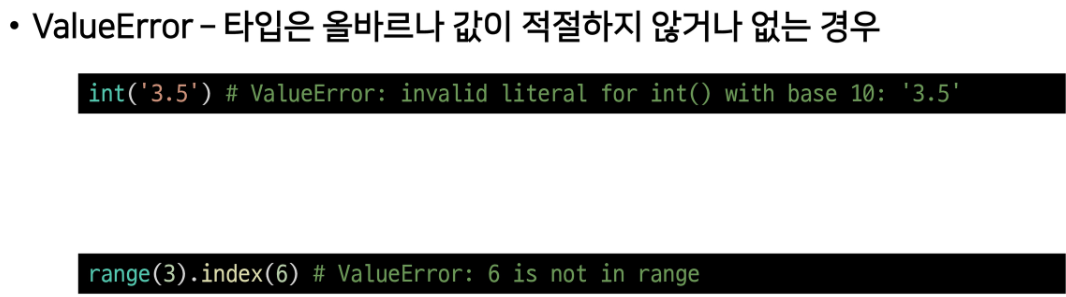 • ValueError – 타입은 올바르나 값이 적절하지 않거나 없는 경우
int('3.5') # ValueError: invalid literal for int() with base 10: '3.5'
range(3).index(6) # ValueError: 6 is not in range